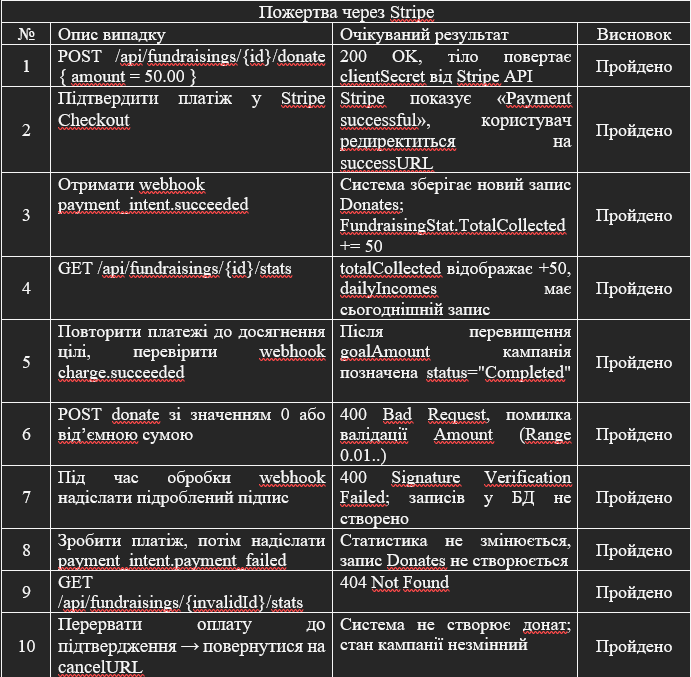 Пожертва через Stripe
№ Опис випадку Очікуваний результат Висновок
1 POST /api/fundraisings/{id}/donate 200 OK, тіло повертає Пройдено
{ amount = 50.00 } clientSecret від Stripe API
2 Підтвердити платіж у Stripe Stripe показує «Payment Пройдено
Checkout successful», користувач
редиректиться на
successURL
3 Отримати webhook Система зберігає новий запис Пройдено
payment_intent.succeeded Donates;
FundraisingStat.TotalCollected
+= 50
4 GET /api/fundraisings/{id}/stats totalCollected відображає +50, Пройдено
dailyIncomes має
сьогоднішній запис
5 Повторити платежі до досягнення Після перевищення Пройдено
цілі, перевірити webhook goalAmount кампанія
charge.succeeded позначена status="Completed"
6 POST donate зі значенням 0 або 400 Bad Request, помилка Пройдено
від’ємною сумою валідації Amount (Range
0.01..)
7 Під час обробки webhook 400 Signature Verification Пройдено
надіслати підроблений підпис Failed; записів у БД не
створено
8 Зробити платіж, потім надіслати Статистика не змінюється, Пройдено
payment_intent.payment_failed запис Donates не створюється
9 GET 404 Not Found Пройдено
/api/fundraisings/{invalidId}/stats
10 Перервати оплату до Система не створює донат; Пройдено
підтвердження → повернутися на стан кампанії незмінний
cancelURL